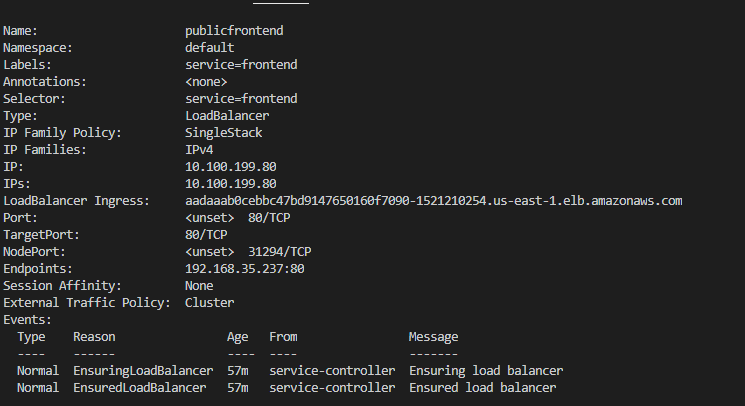 Name:                     publicfrontend
Namespace:                default
Labels:                   service=frontend
Annotations:              <none>
Selector:                 service=frontend
Type:                     LoadBalancer
IP Family Policy:         SingleStack
IP Families:              IPv4
IP:                       10.100.199.80
IPs:                      10.100.199.80
LoadBalancer Ingress:     aadaaab0cebbc47bd9147650160f7090-1521210254.us-east-1.elb.amazonaws.com
Port:                     <unset>  80/TCP
TargetPort:               80/TCP
NodePort:                 <unset>  31294/TCP
Endpoints:                192.168.35.237:80
Session Affinity:         None
External Traffic Policy:  Cluster
Events:
  Type    Reason                Age   From                Message
  ----    ------                ----  ----                -------
  Normal  EnsuringLoadBalancer  57m   service-controller  Ensuring load balancer
  Normal  EnsuredLoadBalancer   57m   service-controller  Ensured load balancer